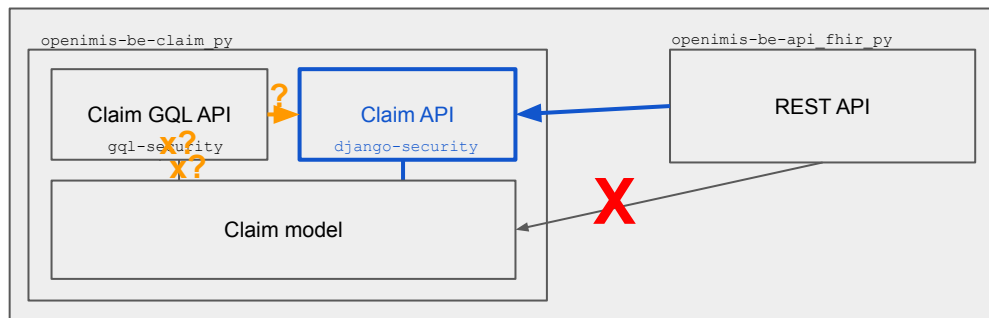 openimis-be-claim_py
openimis-be-api_fhir_py
Claim GQL API
?
Claim API
REST API
gql-security
x?
django-security
x?
Claim model
X